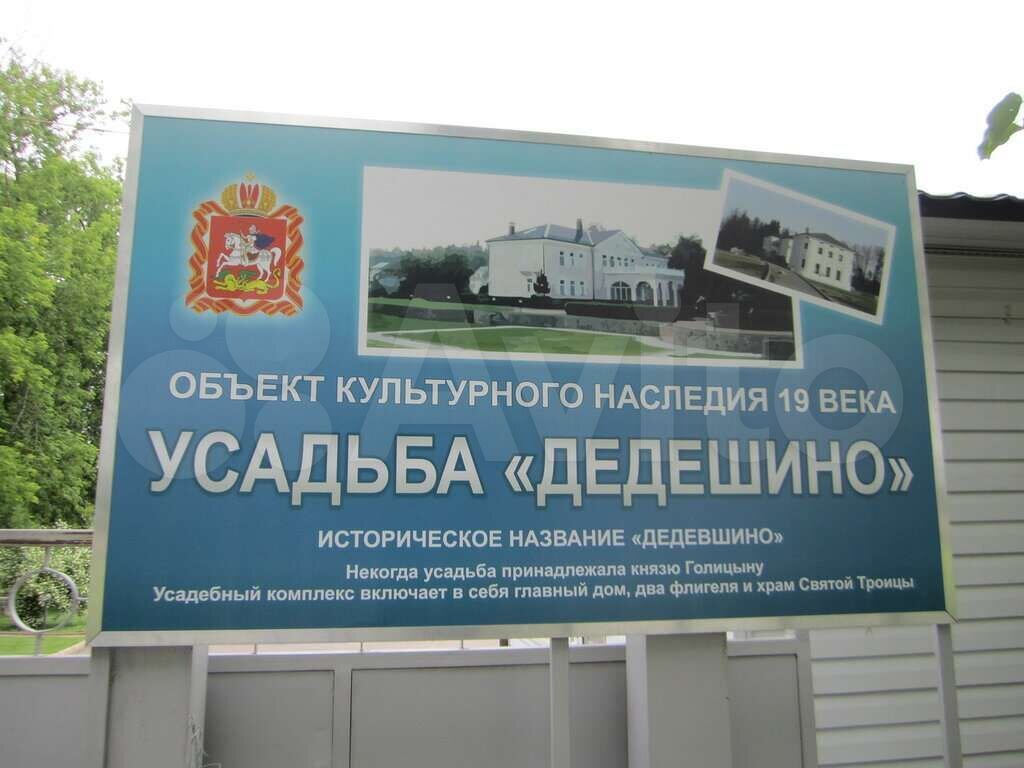 ОБЪЕКТ КУЛЬТУРНОГО НАСЛЕДИЯ 19 ВЕКА
УСАДЬБА «ДЕДЕШИНО»
ИСТОРИЧЕСКОЕ НАЗВАНИЕ «ДЕДЕВШИНО»
Некогда усадьба принадлежала князю Голицыну
Усадебный комплекс включает в себя главный дом, два флигеля и храм Святой Троицы
Avito